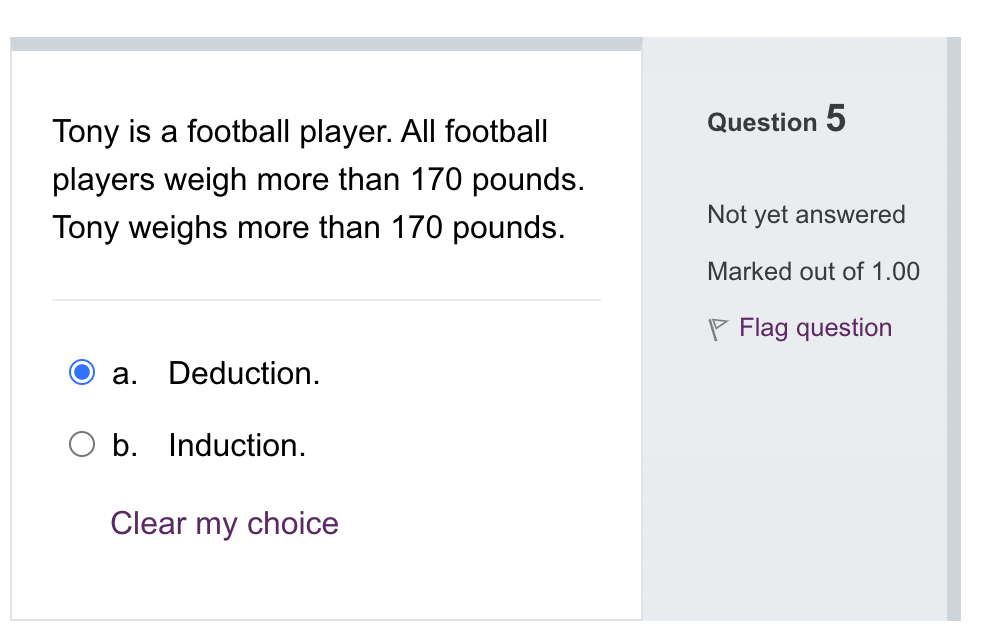 Tony is a football player. All football
players weigh more than 170 pounds.
Tony weighs more than 170 pounds.
a. Deduction.
b. Induction.
Clear my choice
Question 5
Not yet answered
Marked out of 1.00
Flag question